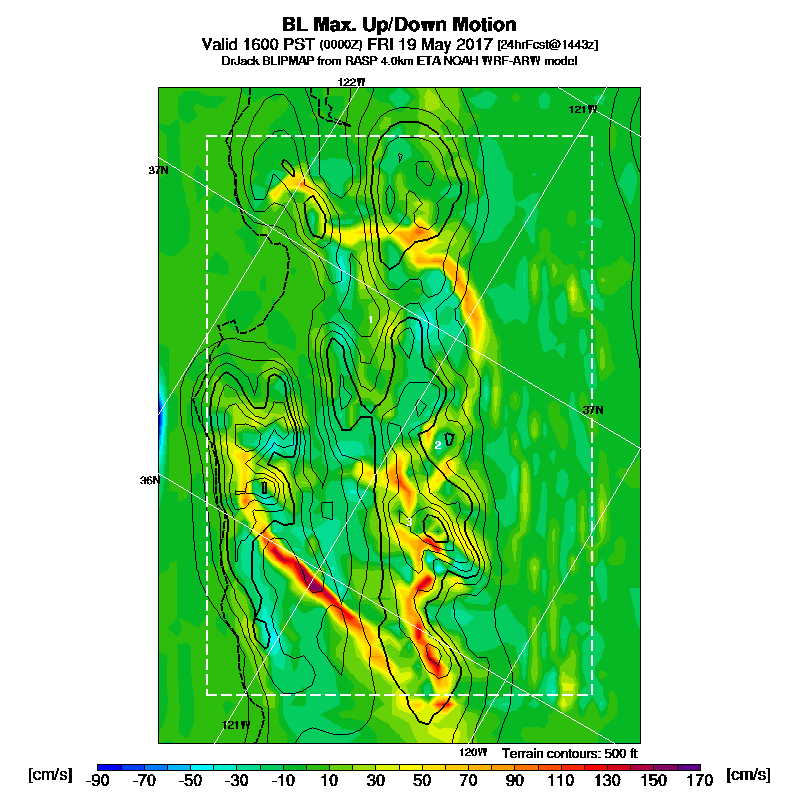 BL Max. Up/Down Motion
Valid 1600 PST (0000Z) FRI 19 May 2017 [24hrFcst@1443z]
DrJack BLIPMAP from RASP 4.0km ETA NOAH WRF-ARW model
122W
121W
37N
1
37N
2
36N
3
121W
120W Terrain contours: 500 ft
[cm/s] -90 -70 -50 -30 -10 10 30 50 70 90 110 130 150 170 [cm/s]